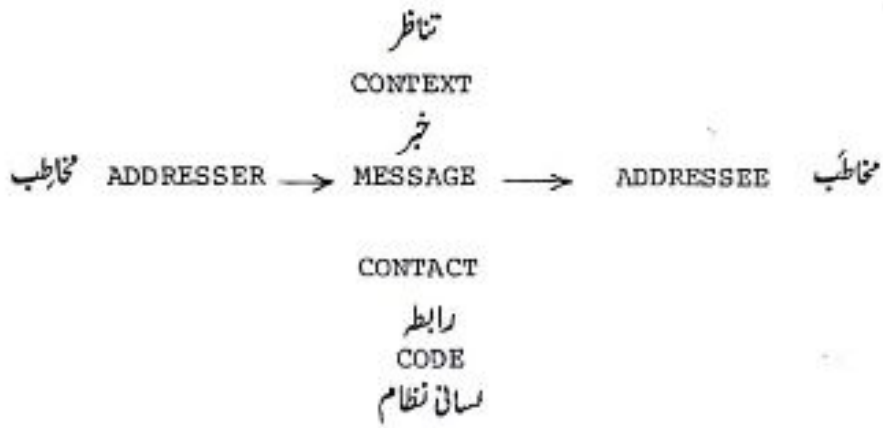 تناظر
CONTEXT
خبر
مخاطِب ADDRESSER → MESSAGE → ADDRESSEE مخاطَب
CONTACT
رابطہ
CODE
لسانی نظام